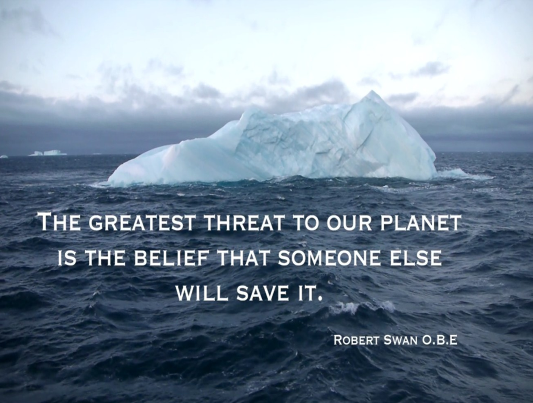 The greatest threat to our planet
is the belief that someone else
will save it.
Robert Swan O.B.E